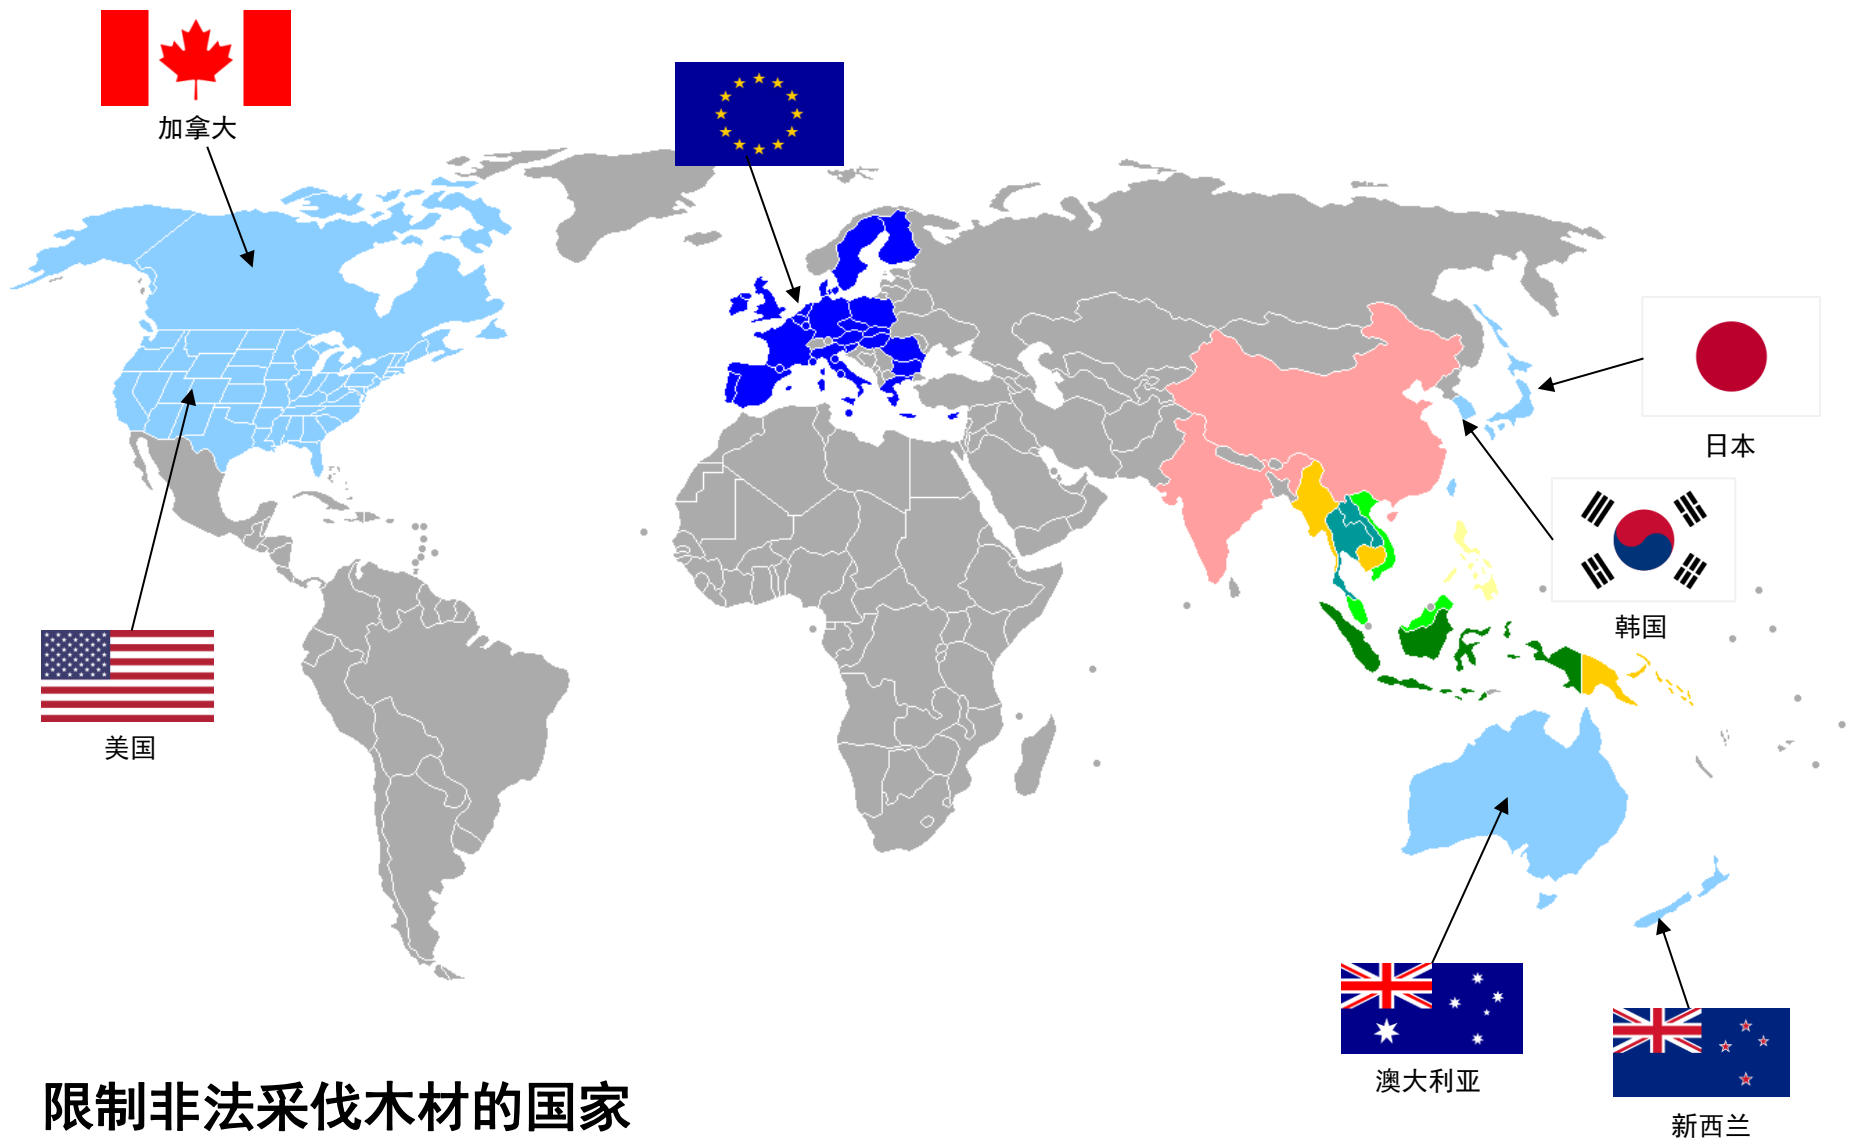 加拿大
日本
韩国
美国
澳大利亚
新西兰
限制非法采伐木材的国家